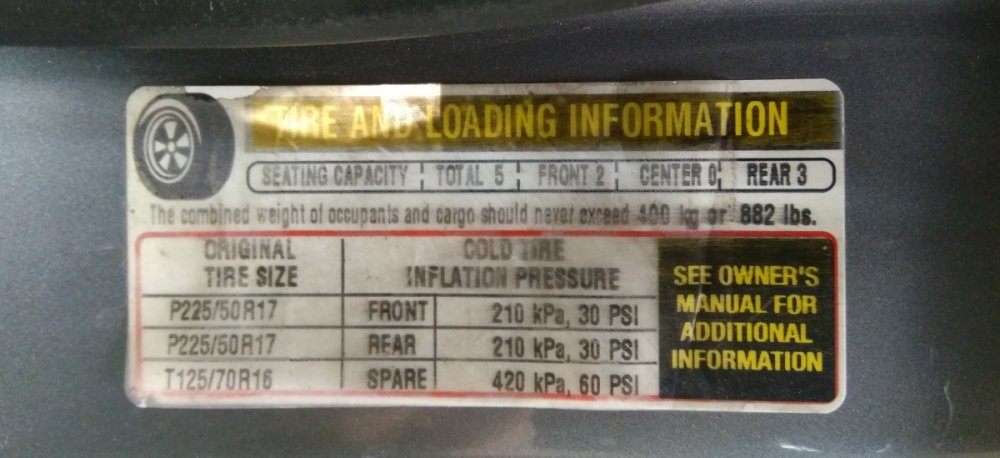 TIRE AND LOADING INFORMATION
SEATING CAPACITY TOTAL 5 FRONT 2 CENTER 0 REAR 3
The combined weight of occupants and cargo should never exceed 400 kg or 882 lbs.
ORIGINAL TIRE SIZE
COLD TIRE INFLATION PRESSURE
P225/50R17 FRONT 210 kPa, 30 PSI
P225/50R17 REAR 210 kPa, 30 PSI
T125/70R16 SPARE 420 kPa, 60 PSI
SEE OWNER'S
MANUAL FOR
ADDITIONAL
INFORMATION